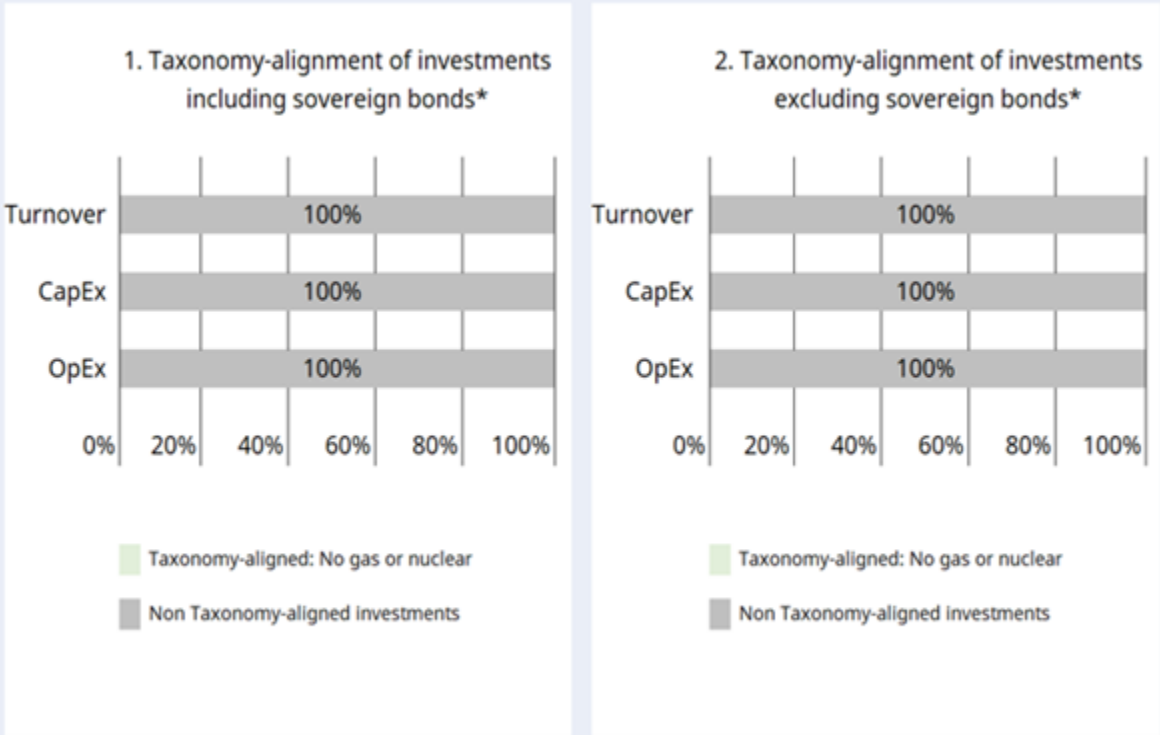 1. Taxonomy-alignment of investments
including sovereign bonds*
Turnover 100%
CapEx 100%
OpEx 100%
0% 20% 40% 60% 80% 100%
Taxonomy-aligned: No gas or nuclear
Non Taxonomy-aligned investments
2. Taxonomy-alignment of investments
excluding sovereign bonds*
Turnover 100%
CapEx 100%
OpEx 100%
0% 20% 40% 60% 80% 100%
Taxonomy-aligned: No gas or nuclear
Non Taxonomy-aligned investments